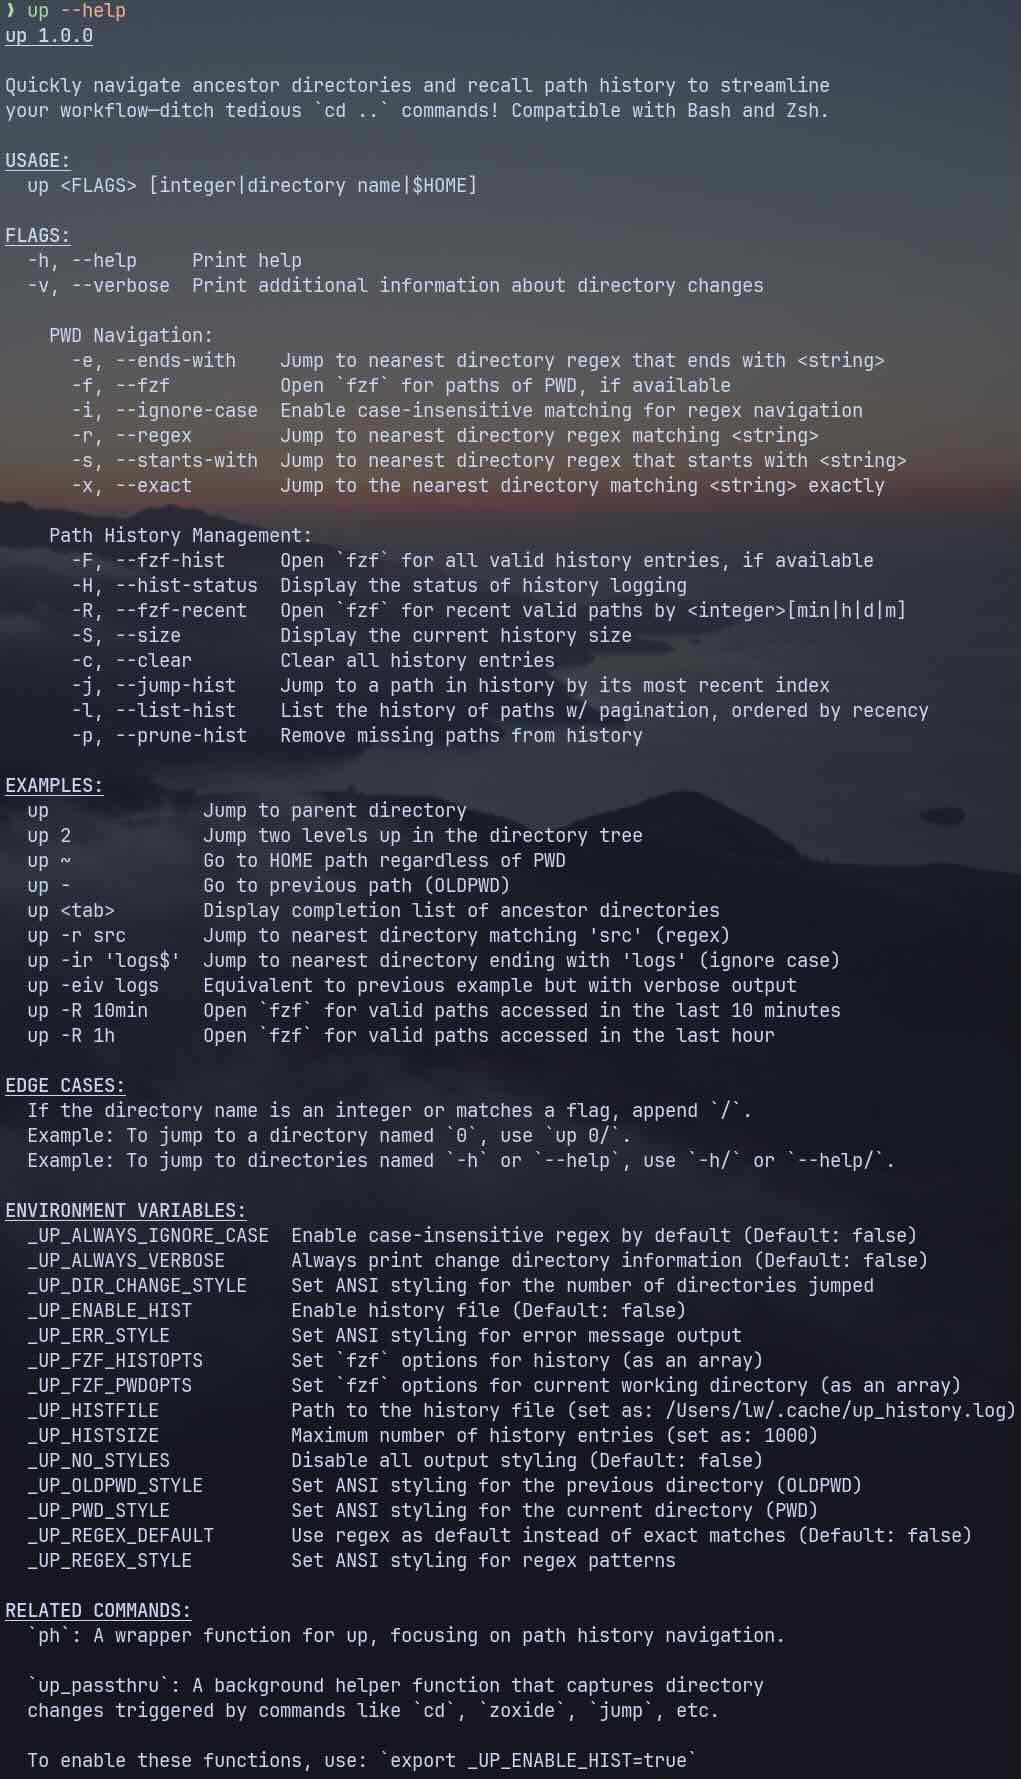 ❱ up --help
up 1.0.0

Quickly navigate ancestor directories and recall path history to streamline
your workflow—ditch tedious `cd ..` commands! Compatible with Bash and Zsh.

USAGE:
  up <FLAGS> [integer|directory name|$HOME]

FLAGS:
  -h, --help     Print help
  -v, --verbose  Print additional information about directory changes

    PWD Navigation:
      -e, --ends-with    Jump to nearest directory regex that ends with <string>
      -f, --fzf          Open `fzf` for paths of PWD, if available
      -i, --ignore-case  Enable case-insensitive matching for regex navigation
      -r, --regex        Jump to nearest directory regex matching <string>
      -s, --starts-with  Jump to nearest directory regex that starts with <string>
      -x, --exact        Jump to the nearest directory matching <string> exactly

    Path History Management:
      -F, --fzf-hist     Open `fzf` for all valid history entries, if available
      -H, --hist-status  Display the status of history logging
      -R, --fzf-recent   Open `fzf` for recent valid paths by <integer>[min|h|d|m]
      -S, --size         Display the current history size
      -c, --clear        Clear all history entries
      -j, --jump-hist    Jump to a path in history by its most recent index
      -l, --list-hist    List the history of paths w/ pagination, ordered by recency
      -p, --prune-hist   Remove missing paths from history

EXAMPLES:
  up              Jump to parent directory
  up 2            Jump two levels up in the directory tree
  up ~            Go to HOME path regardless of PWD
  up -            Go to previous path (OLDPWD)
  up <tab>        Display completion list of ancestor directories
  up -r src       Jump to nearest directory matching 'src' (regex)
  up -ir 'logs$'  Jump to nearest directory ending with 'logs' (ignore case)
  up -eiv logs    Equivalent to previous example but with verbose output
  up -R 10min     Open `fzf` for valid paths accessed in the last 10 minutes
  up -R 1h        Open `fzf` for valid paths accessed in the last hour

EDGE CASES:
  If the directory name is an integer or matches a flag, append `/`.
  Example: To jump to a directory named `0`, use `up 0/`.
  Example: To jump to directories named `-h` or `--help`, use `-h/` or `--help/`.

ENVIRONMENT VARIABLES:
  _UP_ALWAYS_IGNORE_CASE  Enable case-insensitive regex by default (Default: false)
  _UP_ALWAYS_VERBOSE      Always print change directory information (Default: false)
  _UP_DIR_CHANGE_STYLE    Set ANSI styling for the number of directories jumped
  _UP_ENABLE_HIST         Enable history file (Default: false)
  _UP_ERR_STYLE           Set ANSI styling for error message output
  _UP_FZF_HISTOPTS        Set `fzf` options for history (as an array)
  _UP_FZF_PWDOPTS         Set `fzf` options for current working directory (as an array)
  _UP_HISTFILE            Path to the history file (set as: /Users/lw/.cache/up_history.log)
  _UP_HISTSIZE            Maximum number of history entries (set as: 1000)
  _UP_NO_STYLES           Disable all output styling (Default: false)
  _UP_OLDPWD_STYLE        Set ANSI styling for the previous directory (OLDPWD)
  _UP_PWD_STYLE           Set ANSI styling for the current directory (PWD)
  _UP_REGEX_DEFAULT       Use regex as default instead of exact matches (Default: false)
  _UP_REGEX_STYLE         Set ANSI styling for regex patterns

RELATED COMMANDS:
  `ph`: A wrapper function for up, focusing on path history navigation.

  `up_passthru`: A background helper function that captures directory
  changes triggered by commands like `cd`, `zoxide`, `jump`, etc.

  To enable these functions, use: `export _UP_ENABLE_HIST=true`